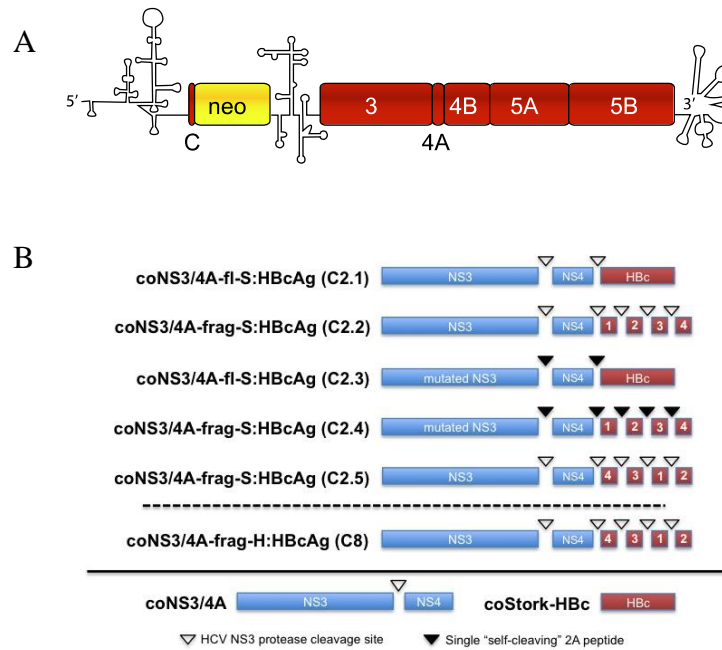 A
5′ C neo 3 4A 4B 5A 5B 3′
B
coNS3/4A-fl-S:HBcAg (C2.1) NS3 NS4 HBc
coNS3/4A-frag-S:HBcAg (C2.2) NS3 NS4 1 2 3 4
coNS3/4A-fl-S:HBcAg (C2.3) mutated NS3 NS4 HBc
coNS3/4A-frag-S:HBcAg (C2.4) mutated NS3 NS4 1 2 3 4
coNS3/4A-frag-S:HBcAg (C2.5) NS3 NS4 4 3 1 2
coNS3/4A-frag-H:HBcAg (C8) NS3 NS4 4 3 1 2
coNS3/4A NS3 NS4 coStork-HBc HBc
HCV NS3 protease cleavage site Single "self-cleaving" 2A peptide